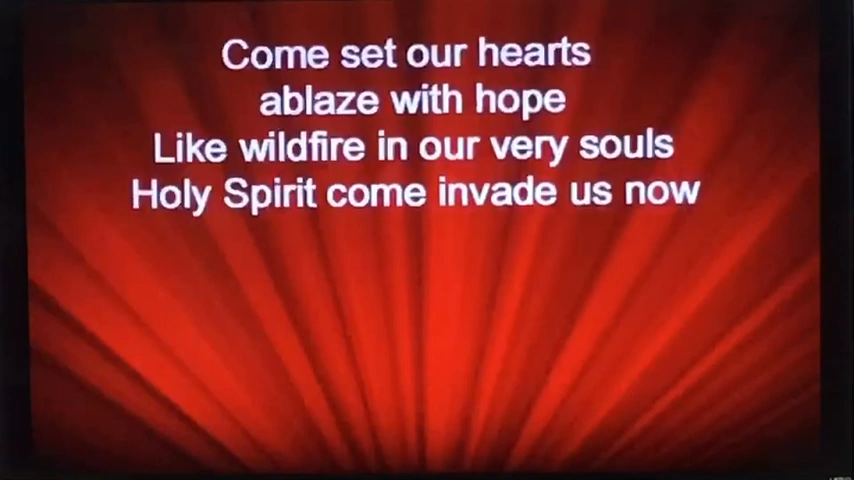 Come set our hearts
ablaze with hope
Like wildfire in our very souls
Holy Spirit come invade us now